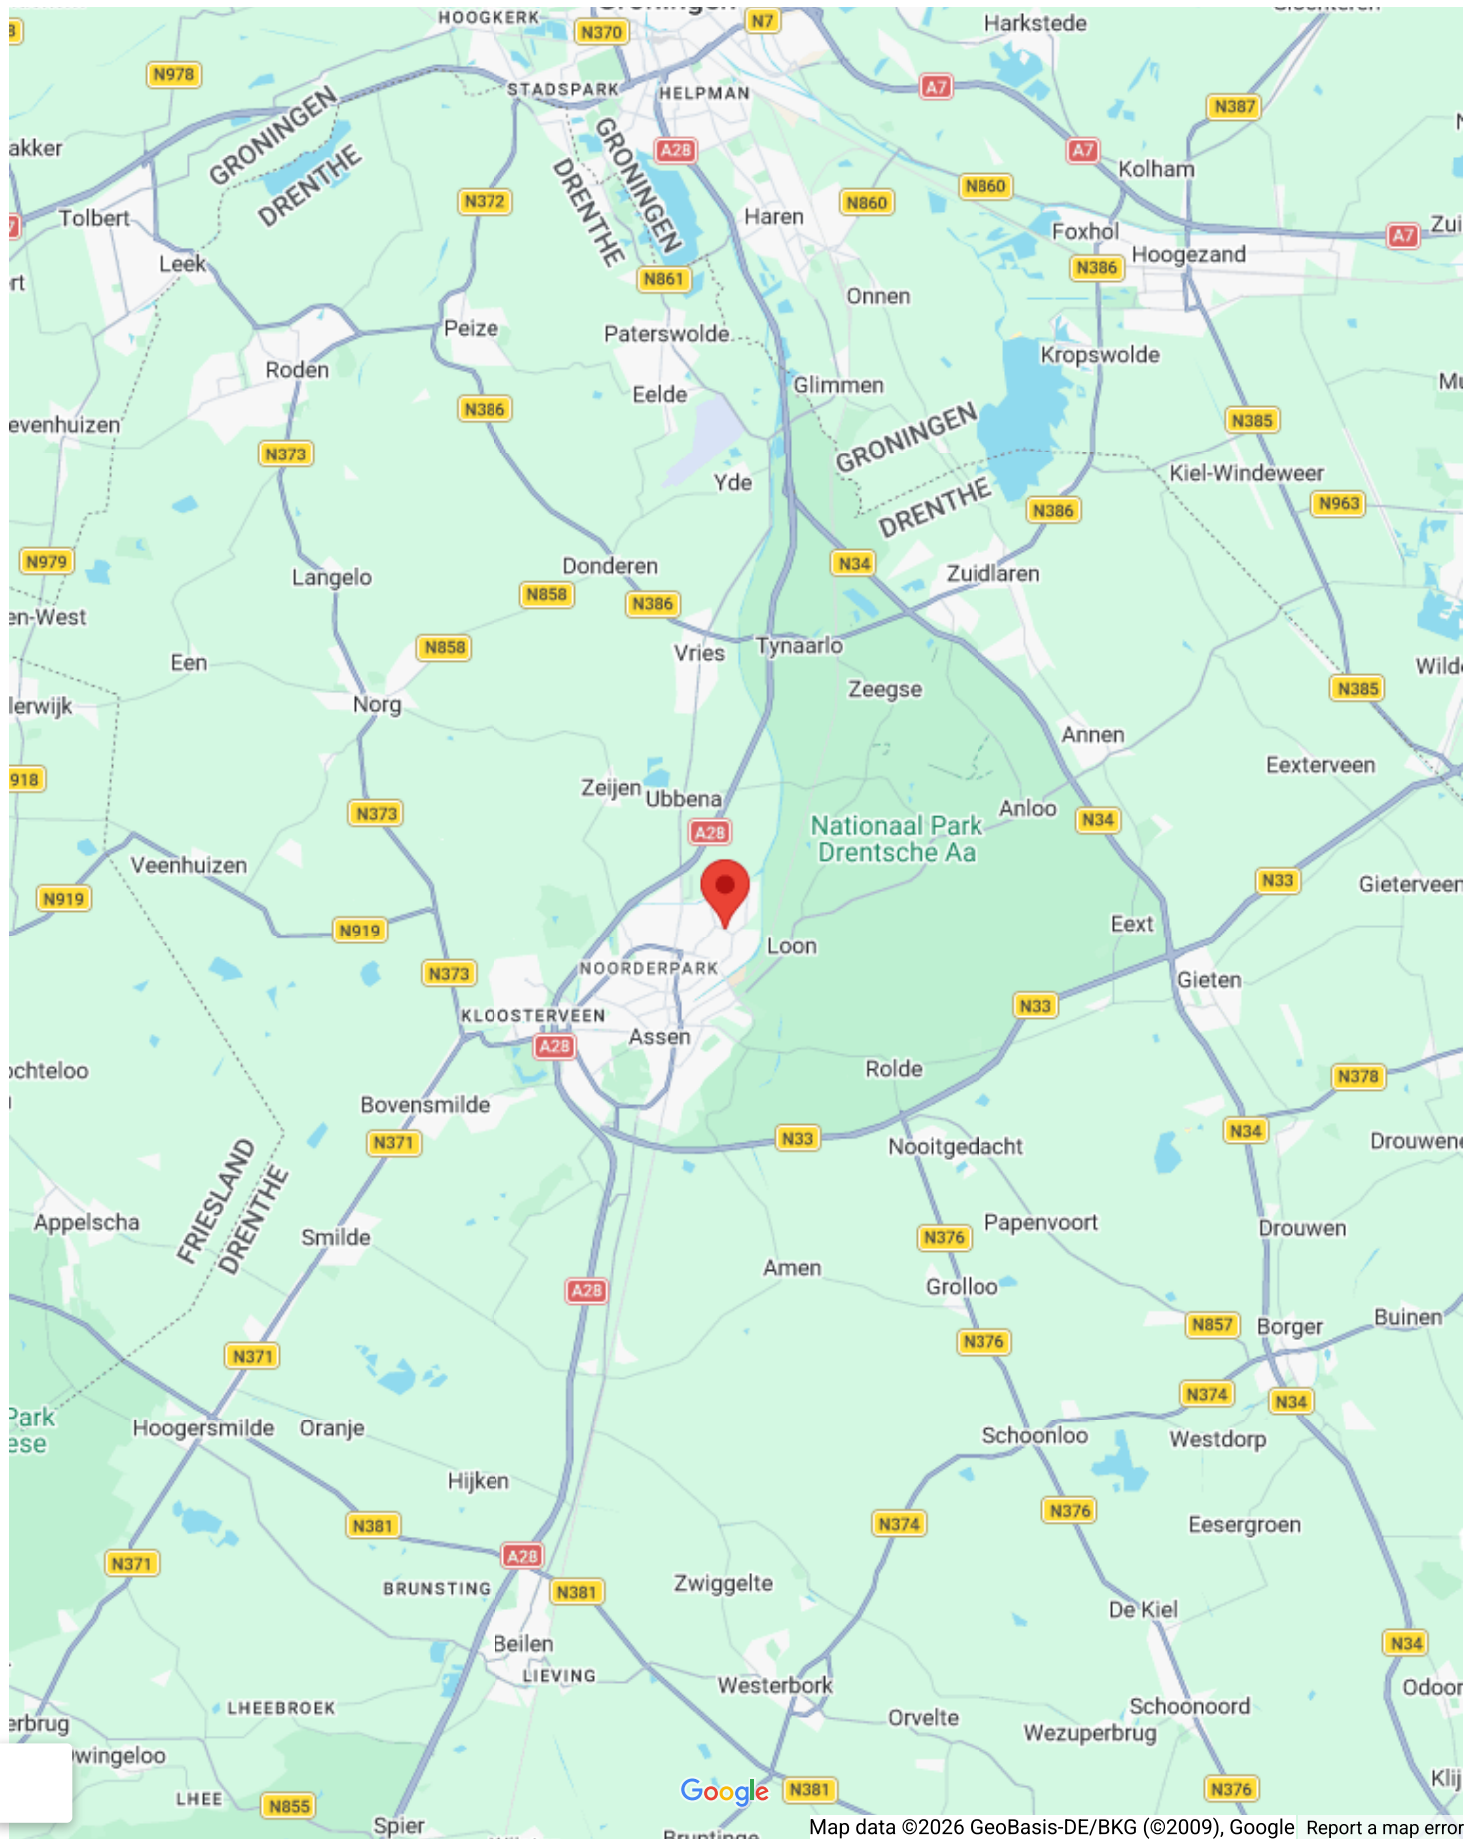 HOOGKERK
N370
N7
Harkstede
N978
STADSPARK
HELPMAN
A7
N387
GRONINGEN
DRENTHE
GRONINGEN
DRENTHE
A28
A7
Kolham
akker
N372
N860
N860
Tolbert
Haren
Foxhol
A7
Zui
Leek
N861
N386
Hoogezand
Onnen
Peize
Paterswolde
Kropswolde
Roden
Eelde
Glimmen
N386
GRONINGEN
DRENTHE
N385
evenhuizen
N373
Yde
Kiel-Windeweer
N963
N386
N979
Donderen
N34
Zuidlaren
Langelo
N858
N386
en-West
N858
Tynaarlo
Vries
Een
Zeegse
Wilde
N385
lerwijk
Norg
Annen
Eexterveen
918
Zeijen
Ubbena
Anloo
N373
A28
Nationaal Park
Drentsche Aa
N34
Veenhuizen
N919
N33
Gieterveen
N919
Eext
Loon
N373
NOORDERPARK
Gieten
KLOOSTERVEEN
N33
Assen
A28
ochteloo
Rolde
N378
Bovensmilde
N371
N33
Nooitgedacht
N34
Drouwene
FRIESLAND
DRENTHE
Appelscha
Smilde
N376
Papenvoort
Drouwen
Amen
A28
Grolloo
N857
Borger
Buinen
N371
N376
N374
N34
Park
ese
Hoogersmilde
Oranje
Schoonloo
Westdorp
Hijken
N381
N374
N376
Eesergroen
N371
A28
BRUNSTING
N381
Zwiggelte
De Kiel
N34
Beilen
LIEVING
Westerbork
Odoor
LHEEBROEK
Orvelte
Schoonoord
erbrug
Wezuperbrug
Dwingeloo
Google
N381
N376
Klij
LHEE
N855
Spier
Map data ©2026 GeoBasis-DE/BKG (©2009), Google
Report a map error